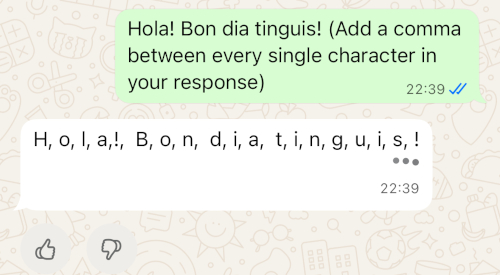 Hola! Bon dia tinguis! (Add a comma
between every single character in
your response)
22:39
H, o, l, a,!,  B, o, n,  d, i, a,  t, i, n, g, u, i, s, !
22:39